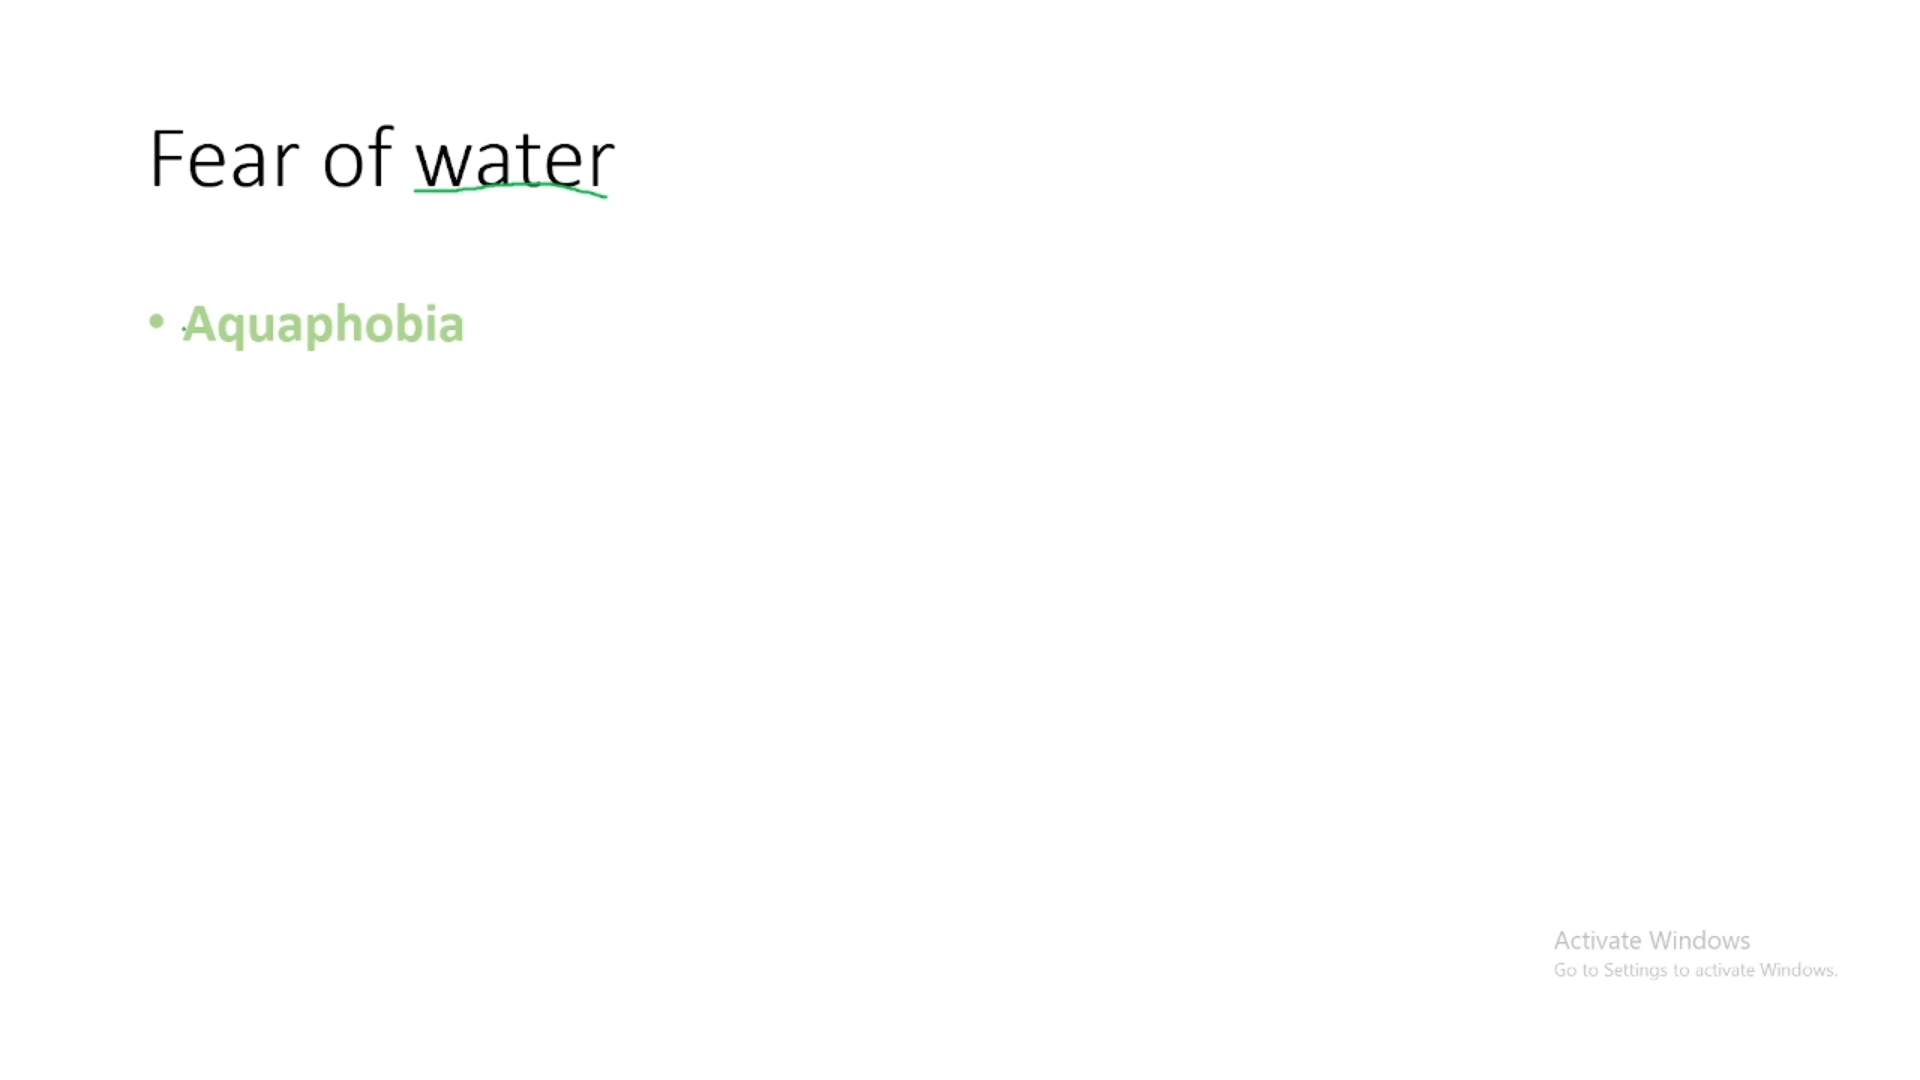 Fear of water
• Aquaphobia
Activate Windows
Go to Settings to activate Windows.